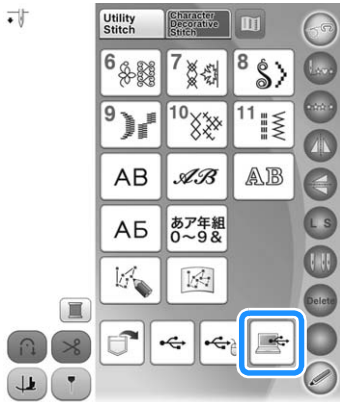 Utility
Stitch
Character
Decorative
Stitch
6
7
8
9
10
11
AB
AB
AB
АБ
あア年組
0~9&
L S
Delete